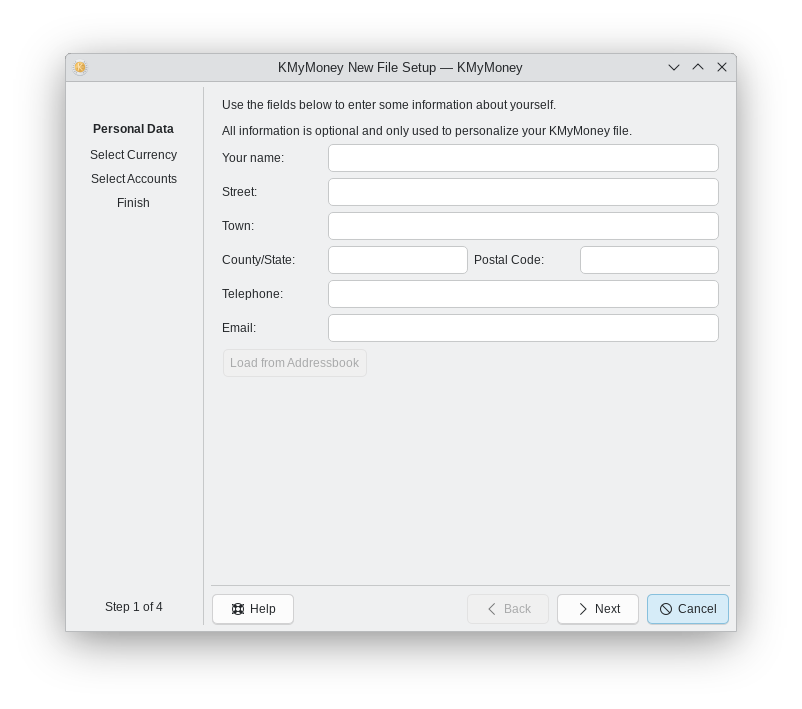 KMyMoney New File Setup — KMyMoney
Personal Data
Select Currency
Select Accounts
Finish
Step 1 of 4
Use the fields below to enter some information about yourself.
All information is optional and only used to personalize your KMyMoney file.
Your name:
Street:
Town:
County/State: Postal Code:
Telephone:
Email:
Load from Addressbook
Help Back Next Cancel